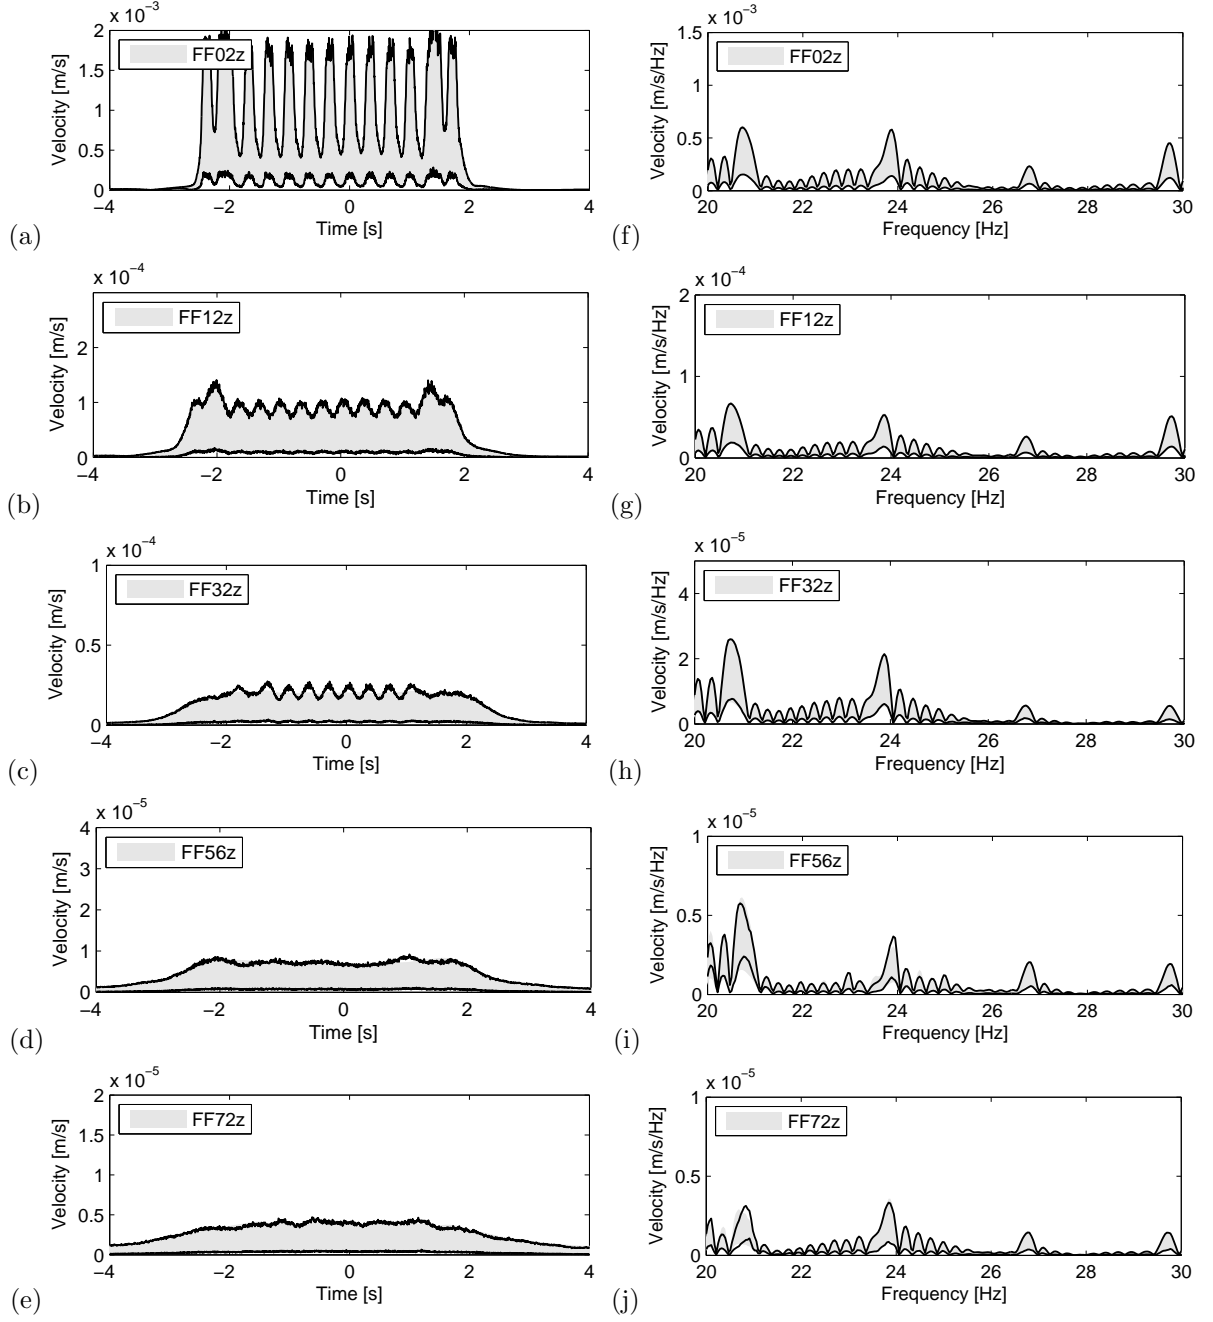 x 10⁻³
2
1.5
1
0.5
0
Velocity [m/s]
FF02z
−4 −2 0 2 4
Time [s]
(a)
x 10⁻³
1.5
1
0.5
0
Velocity [m/s/Hz]
FF02z
20 22 24 26 28 30
Frequency [Hz]
(f)
x 10⁻⁴
2
1
0
Velocity [m/s]
FF12z
−4 −2 0 2 4
Time [s]
(b)
x 10⁻⁴
2
1
0
Velocity [m/s/Hz]
FF12z
20 22 24 26 28 30
Frequency [Hz]
(g)
x 10⁻⁴
1
0.5
0
Velocity [m/s]
FF32z
−4 −2 0 2 4
Time [s]
(c)
x 10⁻⁵
4
2
0
Velocity [m/s/Hz]
FF32z
20 22 24 26 28 30
Frequency [Hz]
(h)
x 10⁻⁵
4
3
2
1
0
Velocity [m/s]
FF56z
−4 −2 0 2 4
Time [s]
(d)
x 10⁻⁵
1
0.5
0
Velocity [m/s/Hz]
FF56z
20 22 24 26 28 30
Frequency [Hz]
(i)
x 10⁻⁵
2
1.5
1
0.5
0
Velocity [m/s]
FF72z
−4 −2 0 2 4
Time [s]
(e)
x 10⁻⁵
1
0.5
0
Velocity [m/s/Hz]
FF72z
20 22 24 26 28 30
Frequency [Hz]
(j)